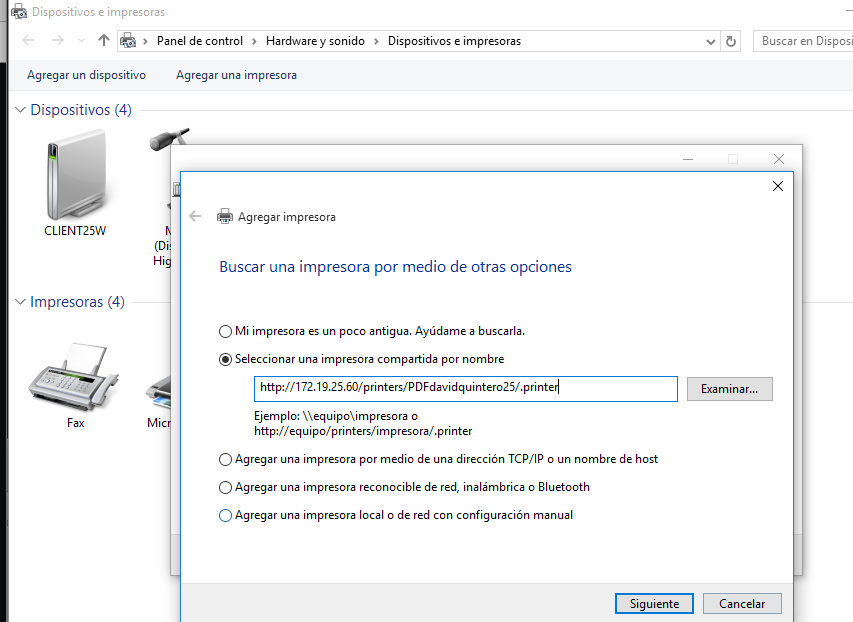 Dispositivos e impresoras
Panel de control > Hardware y sonido > Dispositivos e impresoras
Buscar en Disposi
Agregar un dispositivo Agregar una impresora
Dispositivos (4)
CLIENT25W
M
(Dis
Hig
Impresoras (4)
Fax
Micr
Agregar impresora
Buscar una impresora por medio de otras opciones
Mi impresora es un poco antigua. Ayúdame a buscarla.
Seleccionar una impresora compartida por nombre
http://172.19.25.60/printers/PDFdavidquintero25/.printer
Examinar...
Ejemplo: \\equipo\impresora o
http://equipo/printers/impresora/.printer
Agregar una impresora por medio de una dirección TCP/IP o un nombre de host
Agregar una impresora reconocible de red, inalámbrica o Bluetooth
Agregar una impresora local o de red con configuración manual
Siguiente Cancelar